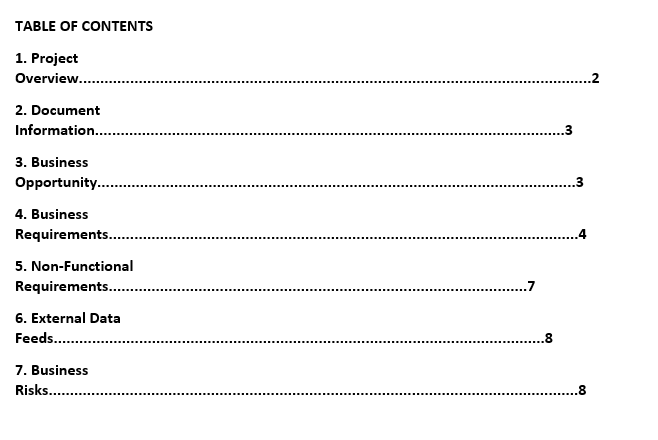 TABLE OF CONTENTS
1. Project
Overview.......................................................................................................................2
2. Document
Information.............................................................................................................3
3. Business
Opportunity...............................................................................................................3
4. Business
Requirements.............................................................................................................4
5. Non-Functional
Requirements.................................................................................................7
6. External Data
Feeds..................................................................................................................8
7. Business
Risks...........................................................................................................................8